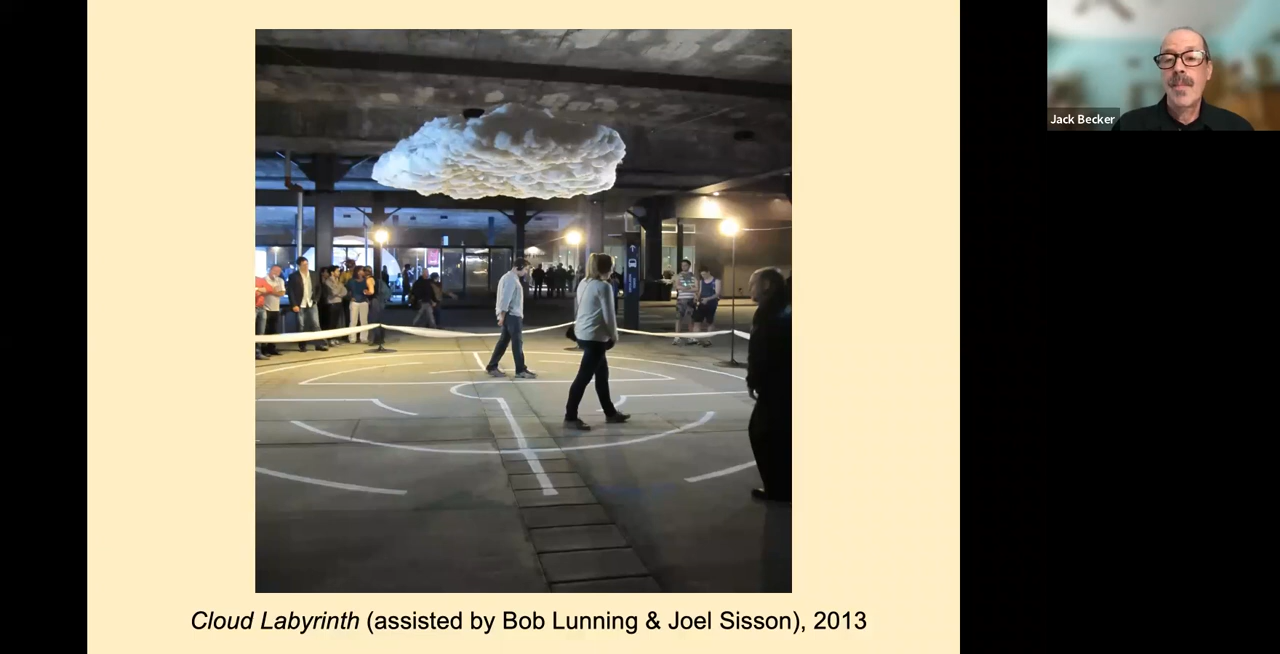 Jack Becker
Cloud Labyrinth (assisted by Bob Lunning & Joel Sisson), 2013